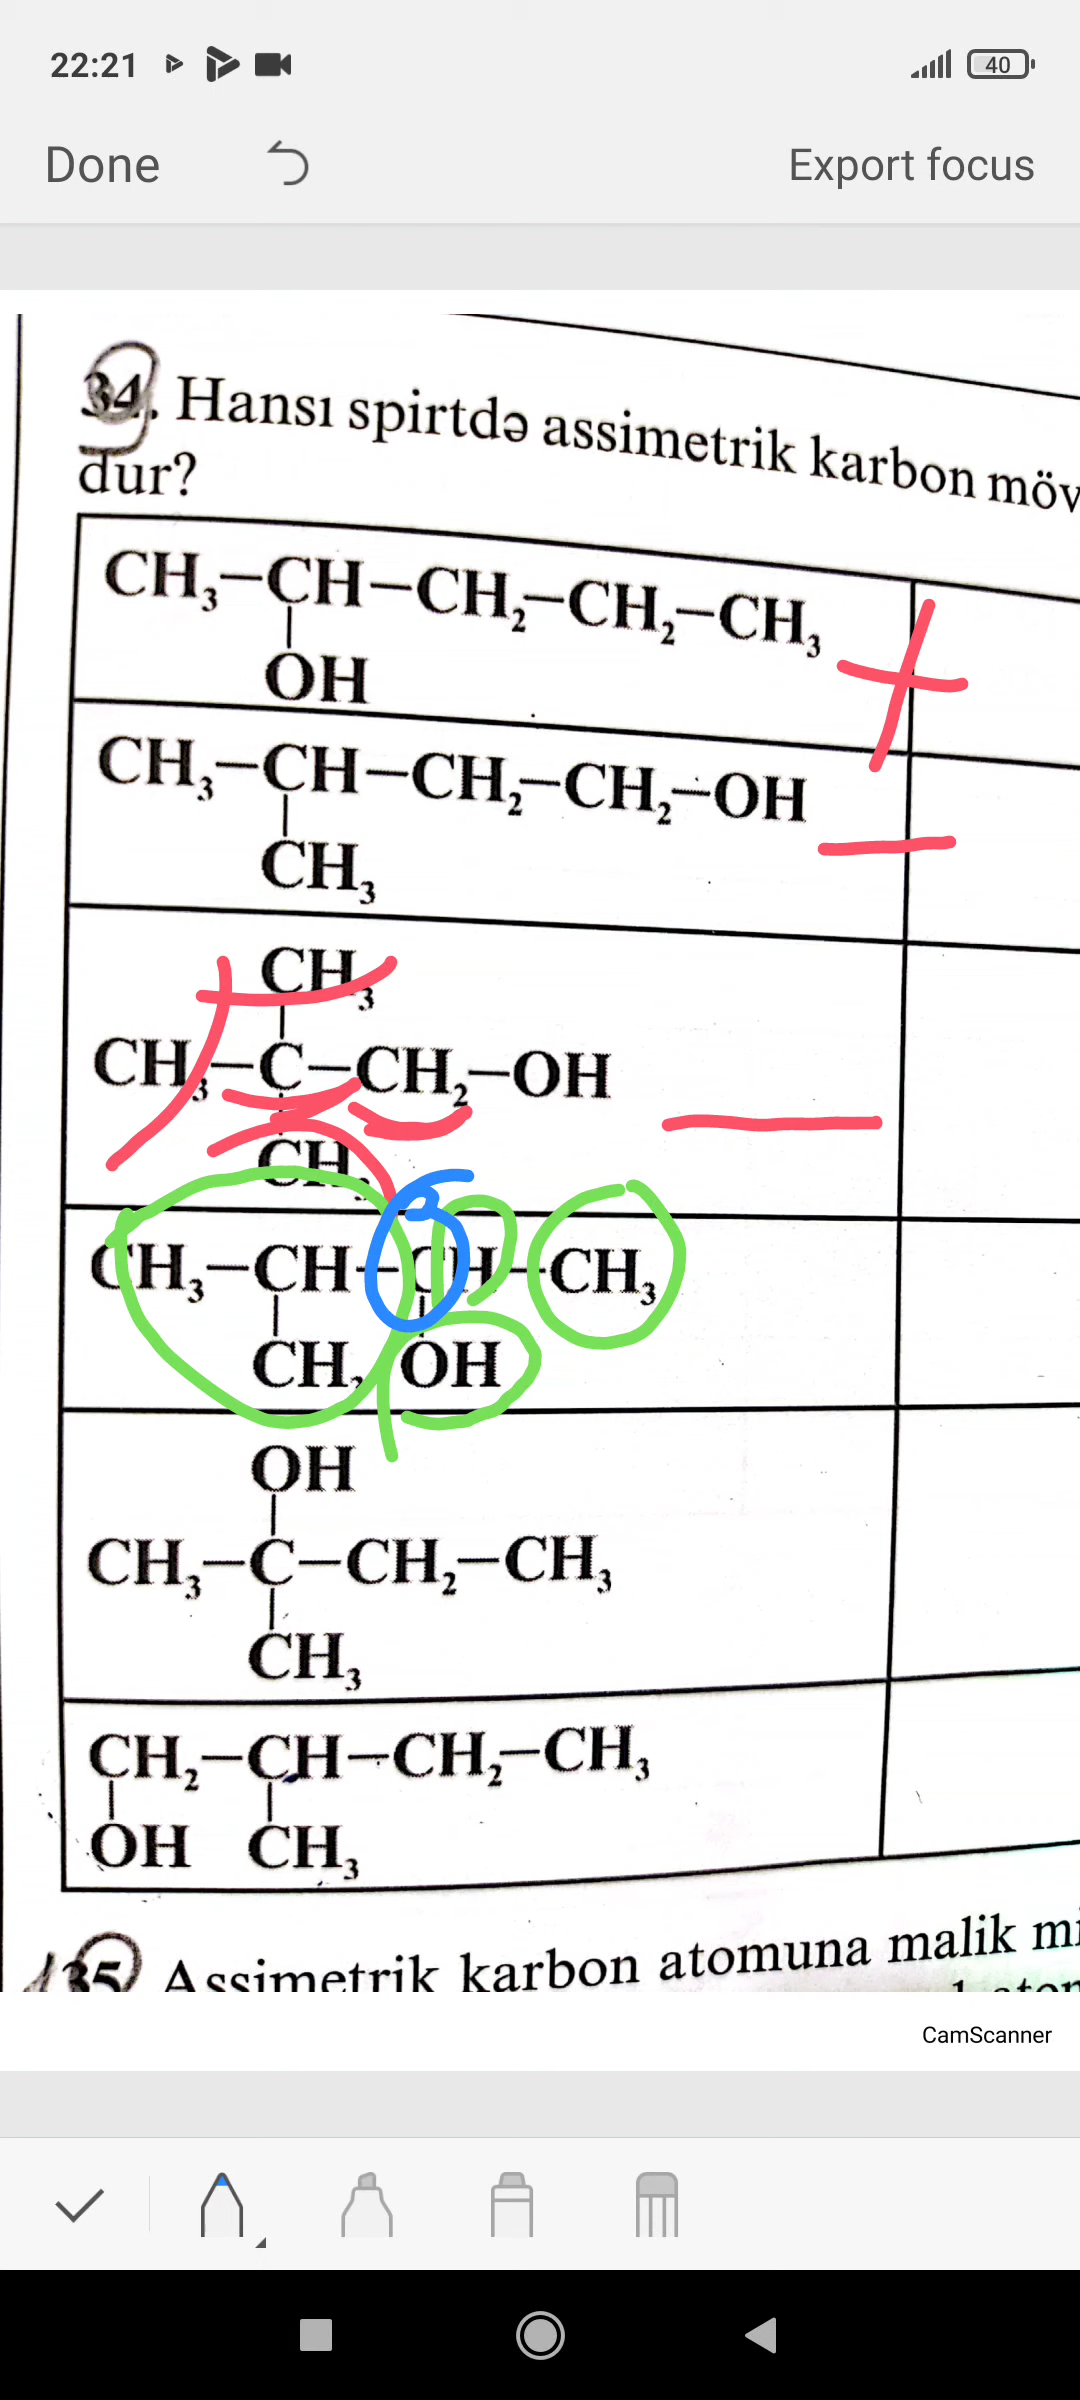 22:21
40
Done
Export focus
34. Hansı spirtdə assimetrik karbon möv
dur?
CH₃–CH–CH₂–CH₂–CH₃
OH
CH₃–CH–CH₂–CH₂–OH
CH₃
CH₃
CH₃–C–CH₂–OH
CH₃
CH₃–CH–CH–CH₃
CH₃ OH
OH
CH₃–C–CH₂–CH₃
CH₃
CH₂–CH–CH₂–CH₃
OH CH₃
35 Assimetrik karbon atomuna malik mi
CamScanner